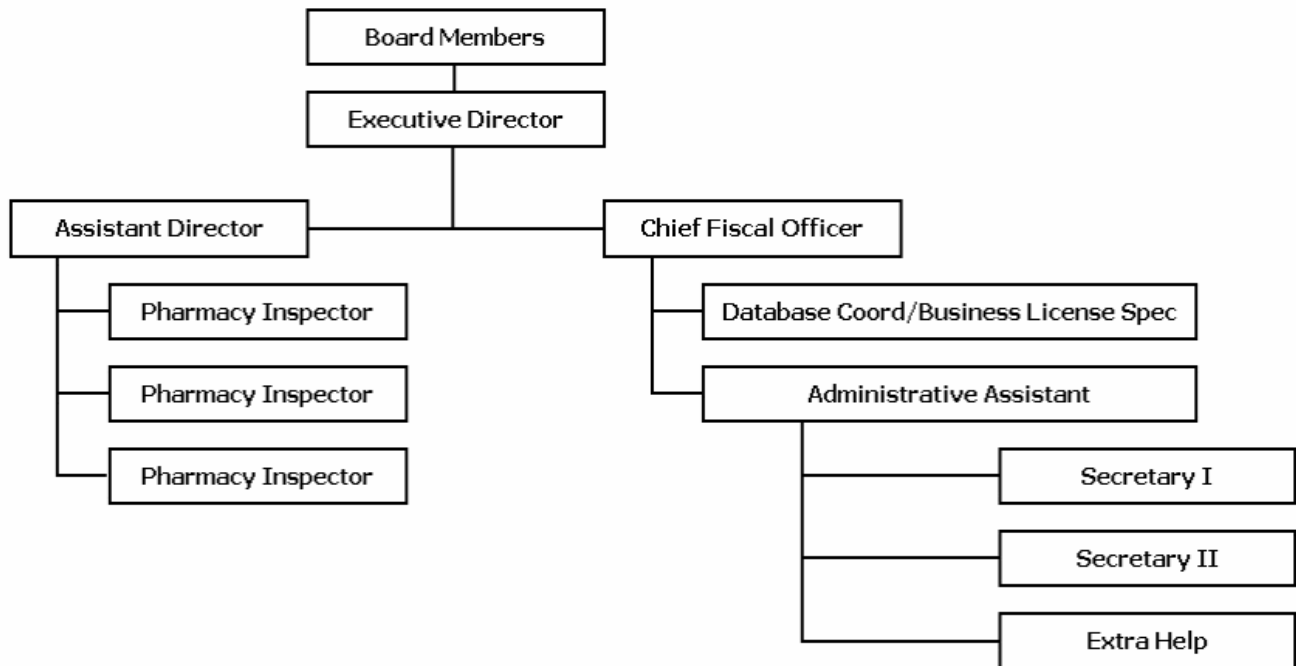 Board Members
Executive Director
Assistant Director
Chief Fiscal Officer
Pharmacy Inspector
Database Coord/Business License Spec
Pharmacy Inspector
Administrative Assistant
Pharmacy Inspector
Secretary I
Secretary II
Extra Help